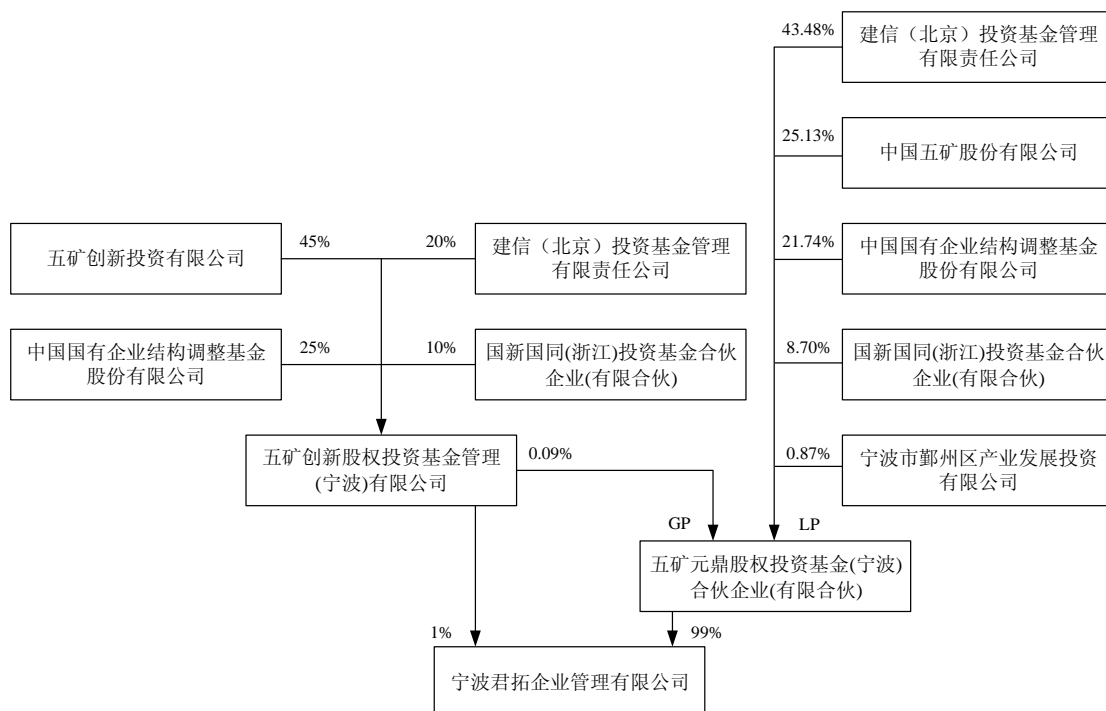 43.48%
建信（北京）投资基金管理
有限责任公司
25.13%
中国五矿股份有限公司
45%
20%
21.74%
五矿创新投资有限公司
建信（北京）投资基金管理
有限责任公司
中国国有企业结构调整基金
股份有限公司
25%
10%
8.70%
中国国有企业结构调整基金
股份有限公司
国新国同(浙江)投资基金合伙
企业(有限合伙)
国新国同(浙江)投资基金合伙
企业(有限合伙)
五矿创新股权投资基金管理
(宁波)有限公司
0.09%
0.87%
宁波市鄞州区产业发展投资
有限公司
GP
LP
五矿元鼎股权投资基金(宁波)
合伙企业(有限合伙)
1%
99%
宁波君拓企业管理有限公司